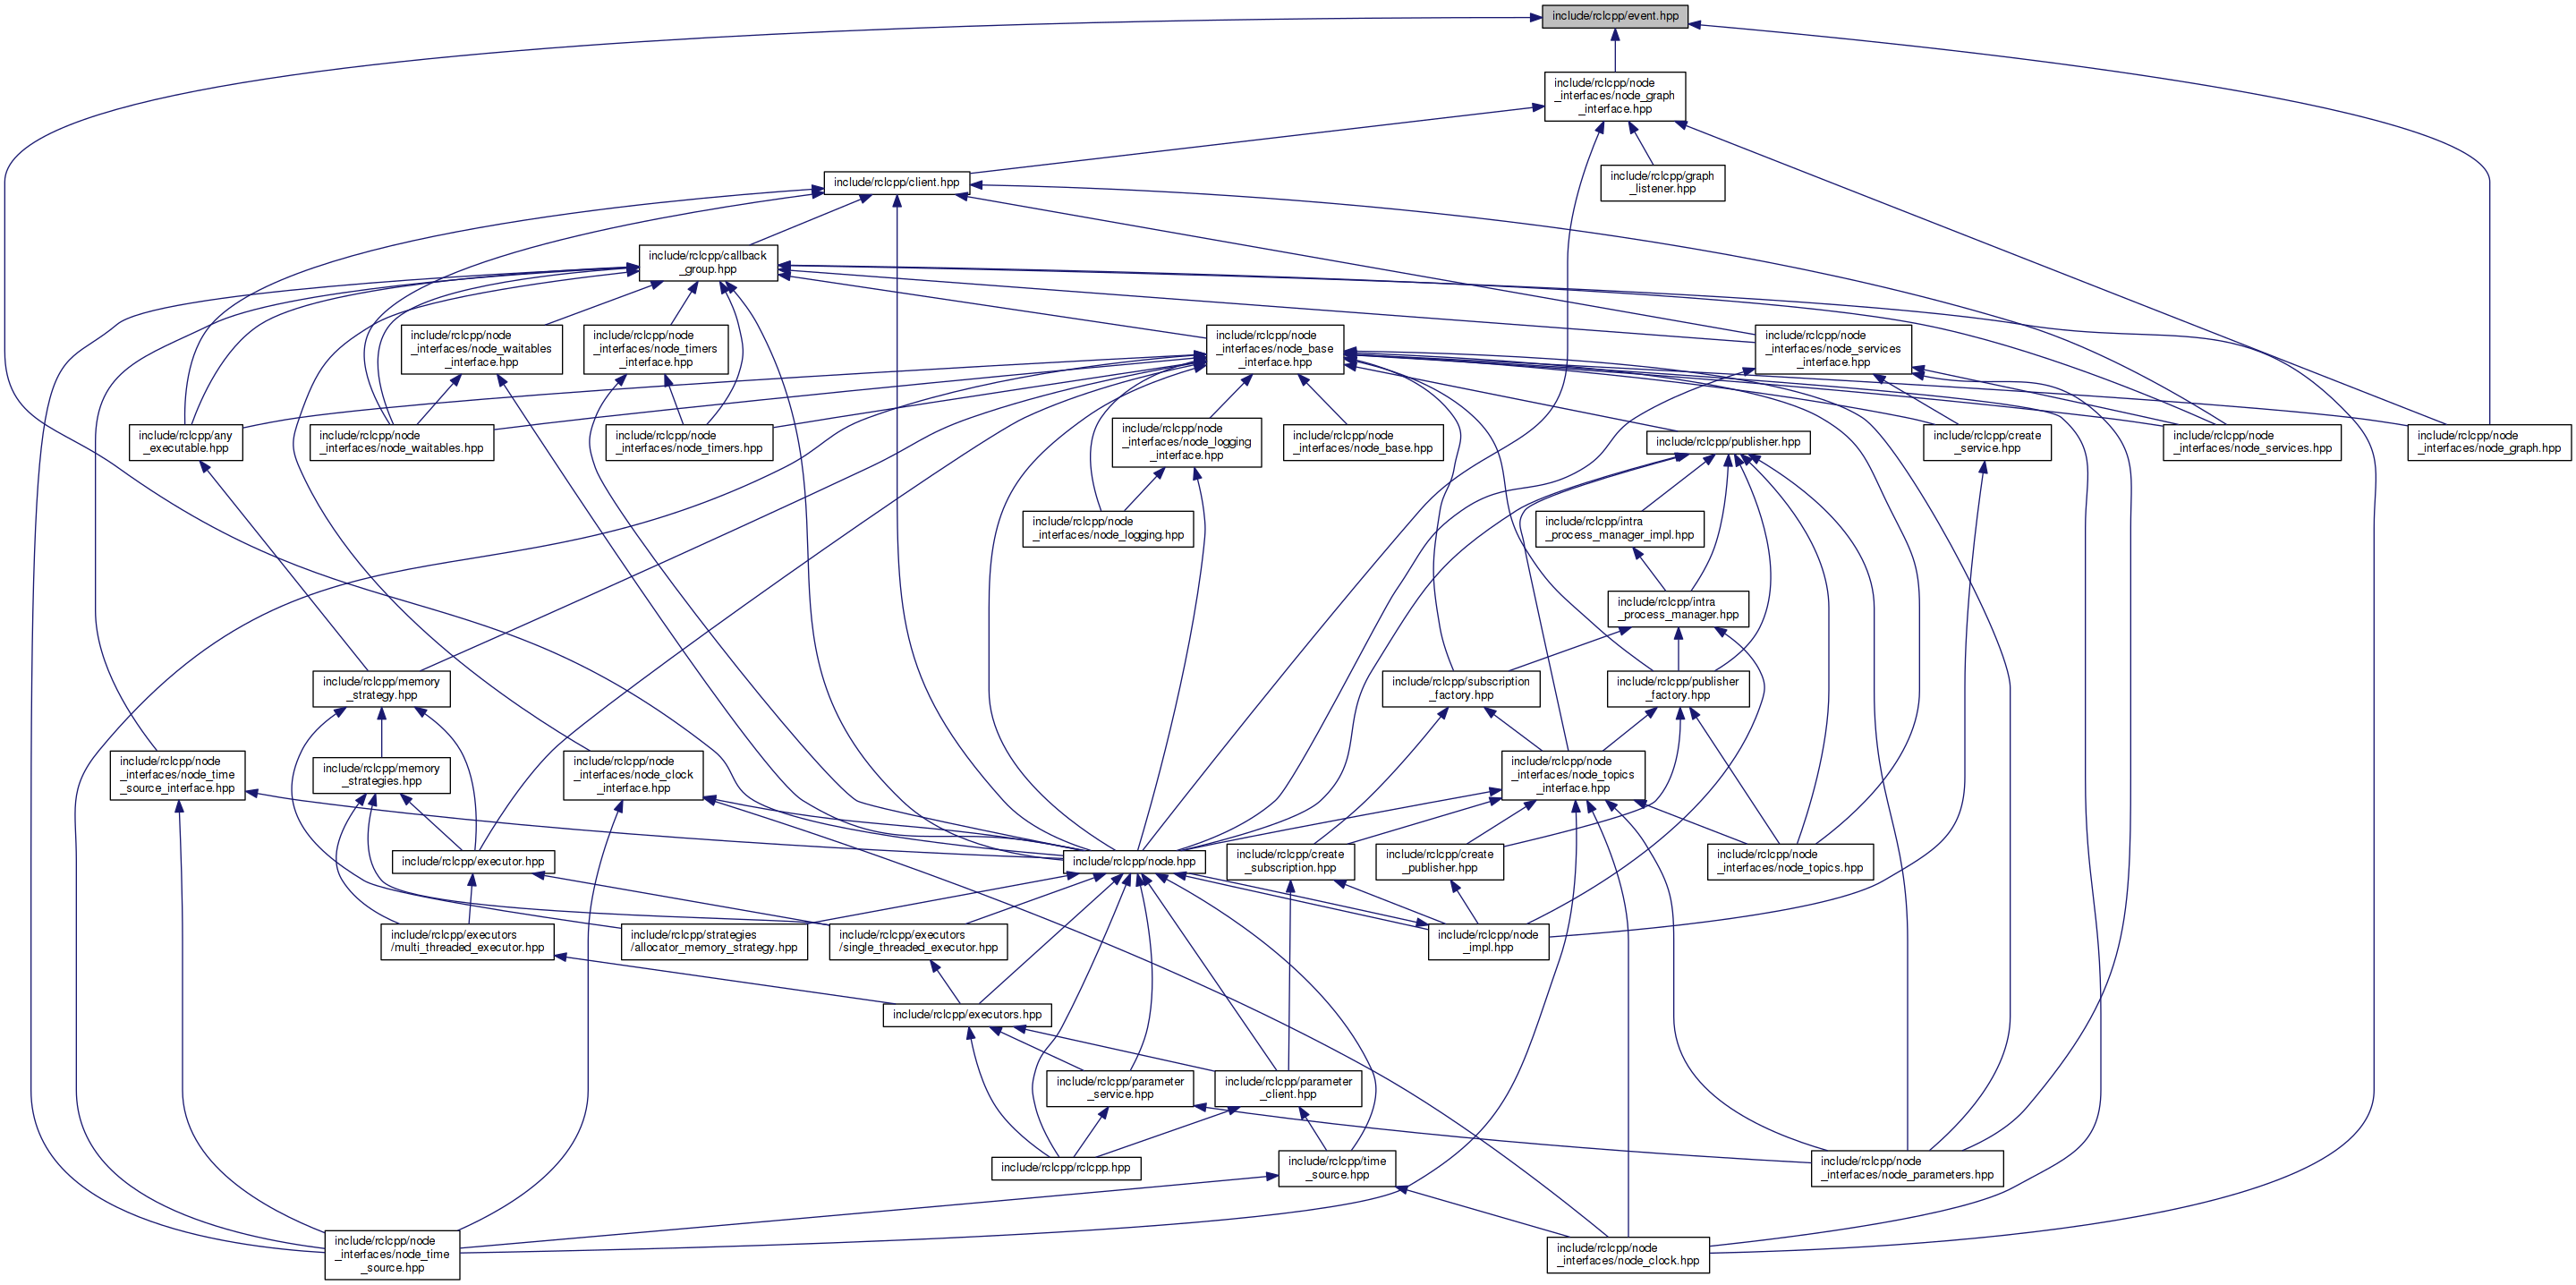 include/rclcpp/event.hpp
include/rclcpp/node
_interfaces/node_graph
_interface.hpp
include/rclcpp/graph
_listener.hpp
include/rclcpp/client.hpp
include/rclcpp/callback
_group.hpp
include/rclcpp/node
_interfaces/node_waitables
_interface.hpp
include/rclcpp/node
_interfaces/node_timers
_interface.hpp
include/rclcpp/node
_interfaces/node_base
_interface.hpp
include/rclcpp/node
_interfaces/node_services
_interface.hpp
include/rclcpp/any
_executable.hpp
include/rclcpp/node
_interfaces/node_waitables.hpp
include/rclcpp/node
_interfaces/node_timers.hpp
include/rclcpp/node
_interfaces/node_logging
_interface.hpp
include/rclcpp/node
_interfaces/node_base.hpp
include/rclcpp/publisher.hpp
include/rclcpp/create
_service.hpp
include/rclcpp/node
_interfaces/node_services.hpp
include/rclcpp/node
_interfaces/node_graph.hpp
include/rclcpp/node
_interfaces/node_logging.hpp
include/rclcpp/intra
_process_manager_impl.hpp
include/rclcpp/intra
_process_manager.hpp
include/rclcpp/memory
_strategy.hpp
include/rclcpp/subscription
_factory.hpp
include/rclcpp/publisher
_factory.hpp
include/rclcpp/node
_interfaces/node_time
_source_interface.hpp
include/rclcpp/memory
_strategies.hpp
include/rclcpp/node
_interfaces/node_clock
_interface.hpp
include/rclcpp/node
_interfaces/node_topics
_interface.hpp
include/rclcpp/executor.hpp
include/rclcpp/node.hpp
include/rclcpp/create
_subscription.hpp
include/rclcpp/create
_publisher.hpp
include/rclcpp/node
_interfaces/node_topics.hpp
include/rclcpp/executors
/multi_threaded_executor.hpp
include/rclcpp/strategies
/allocator_memory_strategy.hpp
include/rclcpp/executors
/single_threaded_executor.hpp
include/rclcpp/node
_impl.hpp
include/rclcpp/executors.hpp
include/rclcpp/parameter
_service.hpp
include/rclcpp/parameter
_client.hpp
include/rclcpp/rclcpp.hpp
include/rclcpp/time
_source.hpp
include/rclcpp/node
_interfaces/node_parameters.hpp
include/rclcpp/node
_interfaces/node_time
_source.hpp
include/rclcpp/node
_interfaces/node_clock.hpp